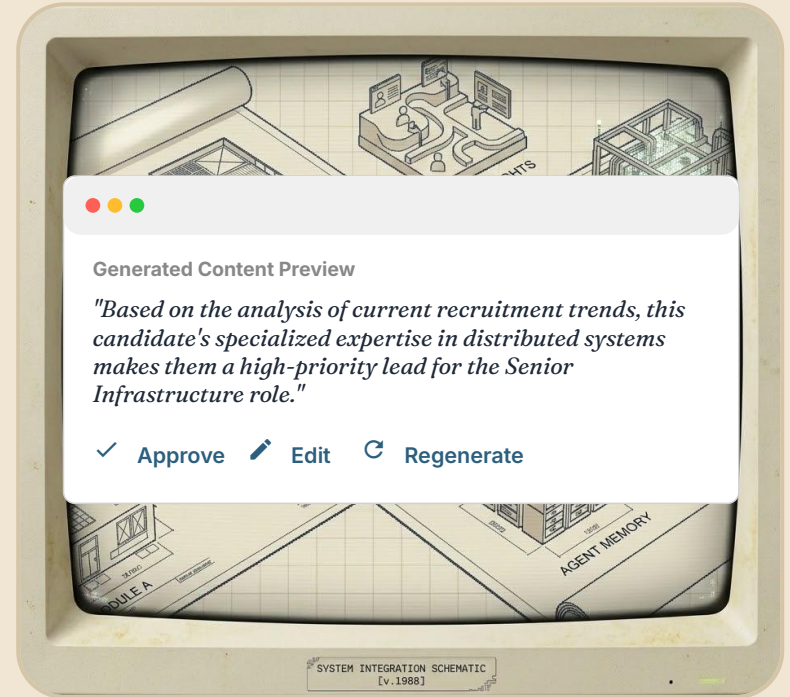 Generated Content Preview
"Based on the analysis of current recruitment trends, this
candidate's specialized expertise in distributed systems
makes them a high-priority lead for the Senior
Infrastructure role."
Approve Edit Regenerate
AGENT MEMORY
SYSTEM INTEGRATION SCHEMATIC
[v.1988]